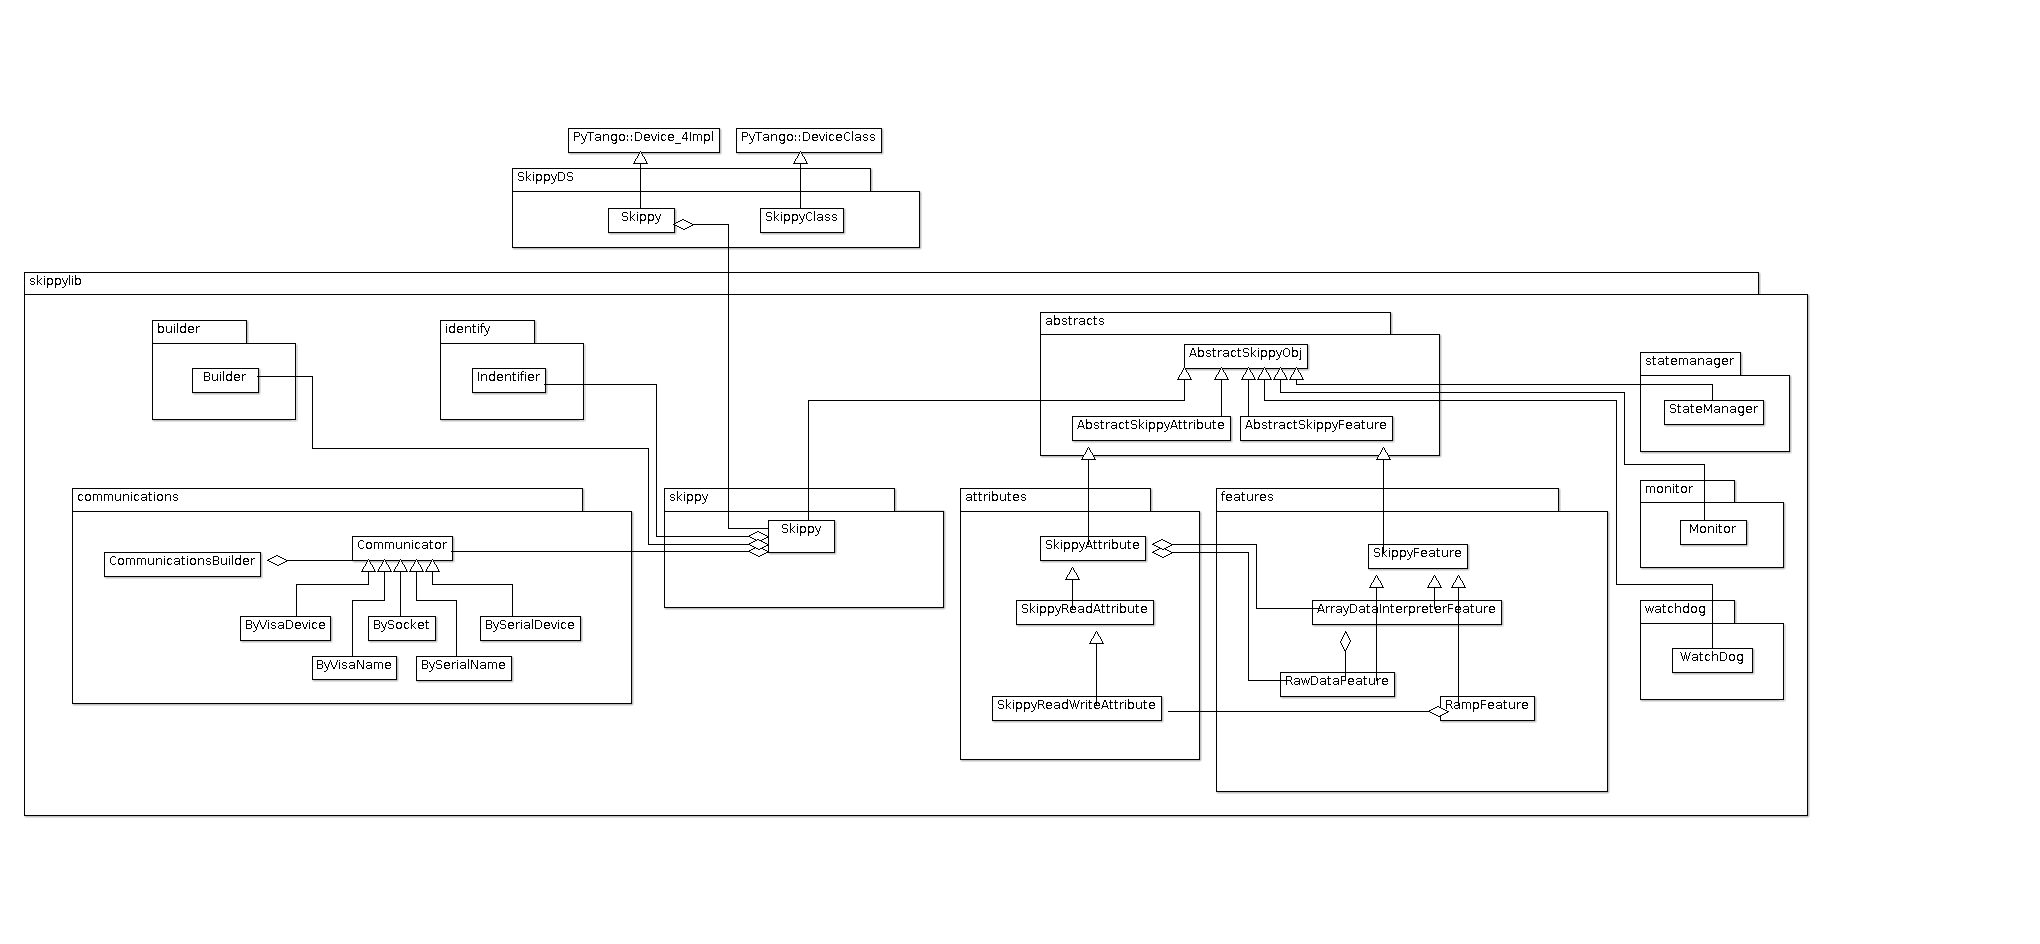 PyTango::Device_4Impl
PyTango::DeviceClass
SkippyDS
Skippy
SkippyClass
skippylib
builder
Builder
identify
Indentifier
abstracts
AbstractSkippyObj
AbstractSkippyAttribute
AbstractSkippyFeature
statemanager
StateManager
communications
CommunicationsBuilder
Communicator
ByVisaDevice
BySocket
BySerialDevice
ByVisaName
BySerialName
skippy
Skippy
attributes
SkippyAttribute
SkippyReadAttribute
SkippyReadWriteAttribute
features
SkippyFeature
ArrayDataInterpreterFeature
RawDataFeature
RampFeature
monitor
Monitor
watchdog
WatchDog